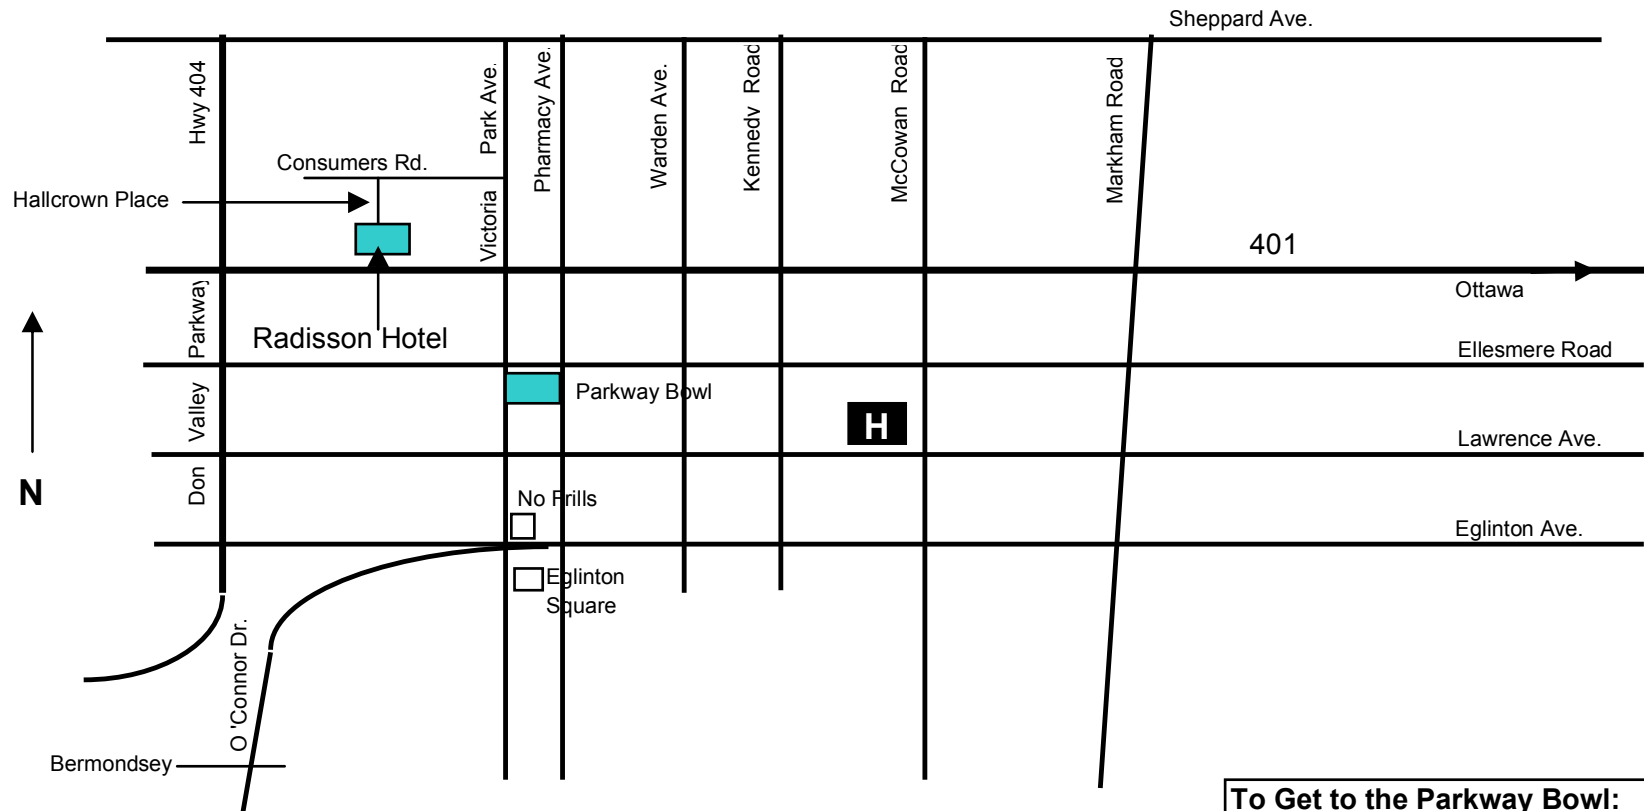 Sheppard Ave.
Hwy 404
Park Ave.
Pharmacy Ave.
Warden Ave.
Kennedy Road
McCowan Road
Markham Road
Consumers Rd.
Hallcrown Place
Victoria
401
Ottawa
Parkway
Radisson Hotel
Ellesmere Road
Parkway Bowl
Valley
H
Lawrence Ave.
N
Don
No Frills
Eglinton Ave.
Eglinton
Square
O 'Connor Dr.
Bermondsey
To Get to the Parkway Bowl: